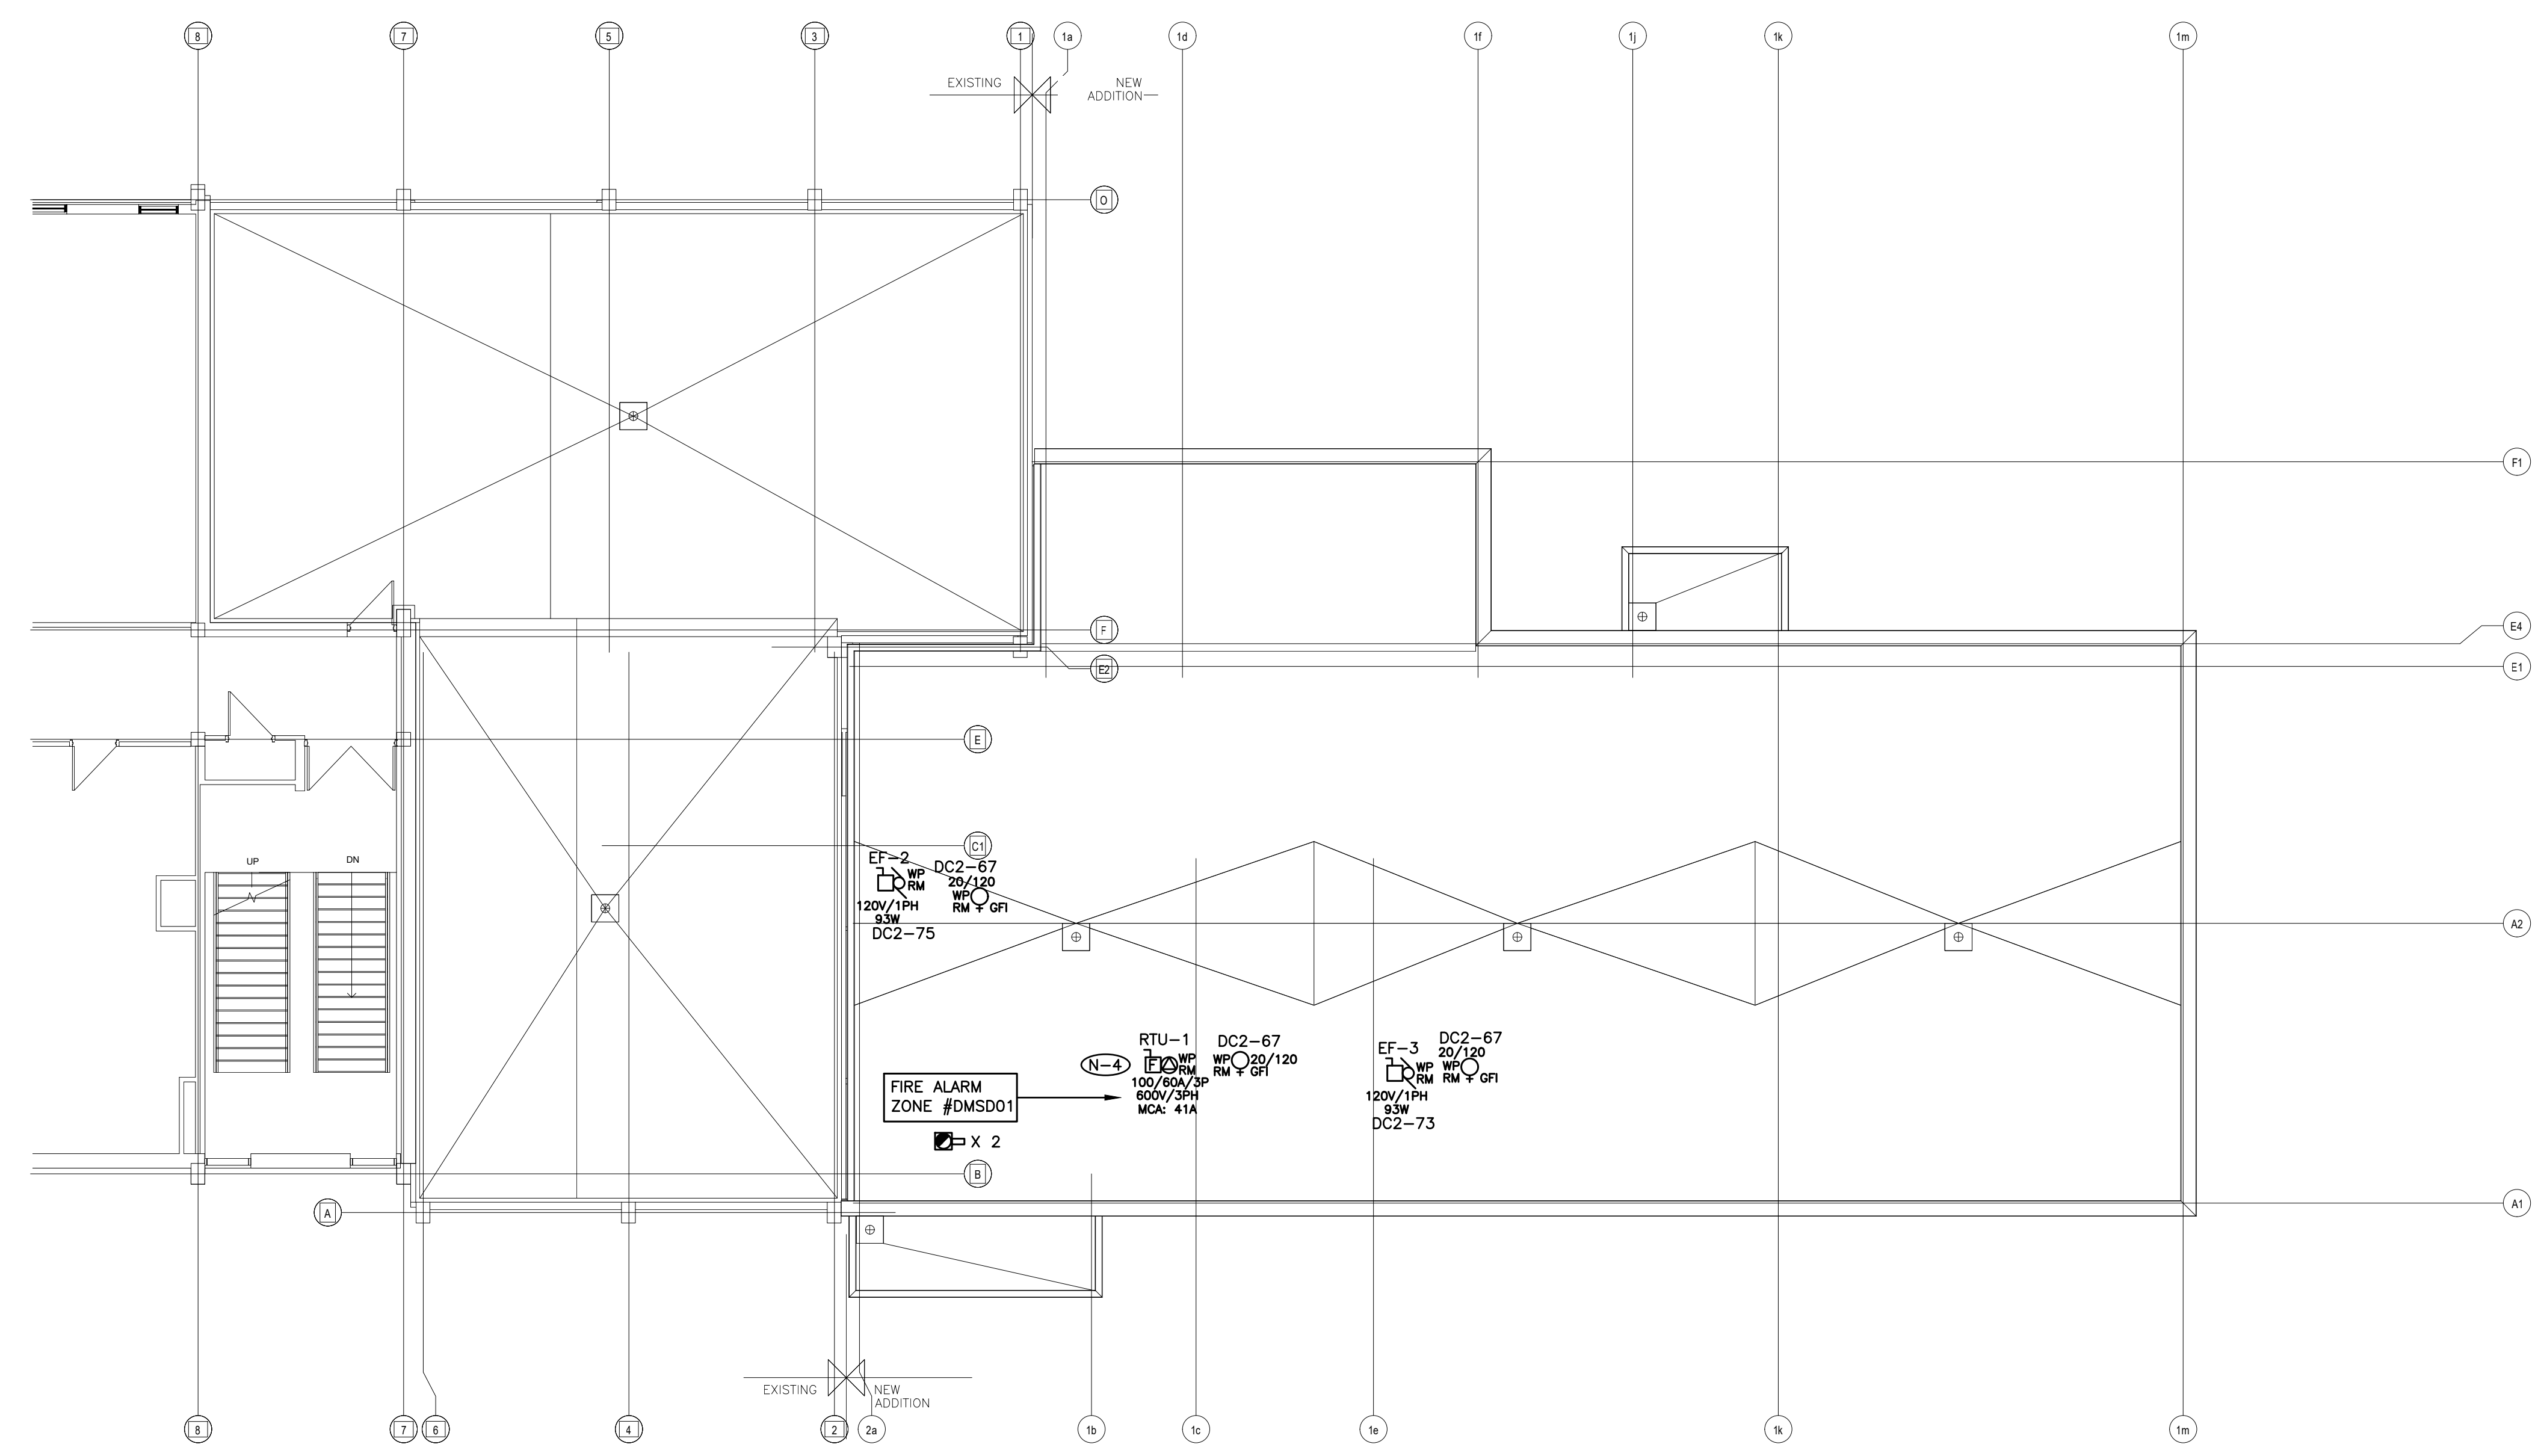 8 7 5 3 1 1a 1d 1f 1j 1k 1m
EXISTING
NEW
ADDITION
O
F1
F
E4
E2
E1
E
C1
UP
DN
EF-2
WP
RM
120V/1PH
93W
DC2-75
DC2-67
20/120
WP
RM GFI
A2
RTU-1
N-4
F
WP
RM
100/60A/3P
600V/3PH
MCA: 41A
DC2-67
WP 20/120
RM GFI
EF-3
WP
RM
120V/1PH
93W
DC2-73
DC2-67
20/120
WP
RM GFI
FIRE ALARM
ZONE #DMSD01
X 2
B
A
A1
EXISTING
NEW
ADDITION
8 7 6 4 2 2a 1b 1c 1e 1k 1m